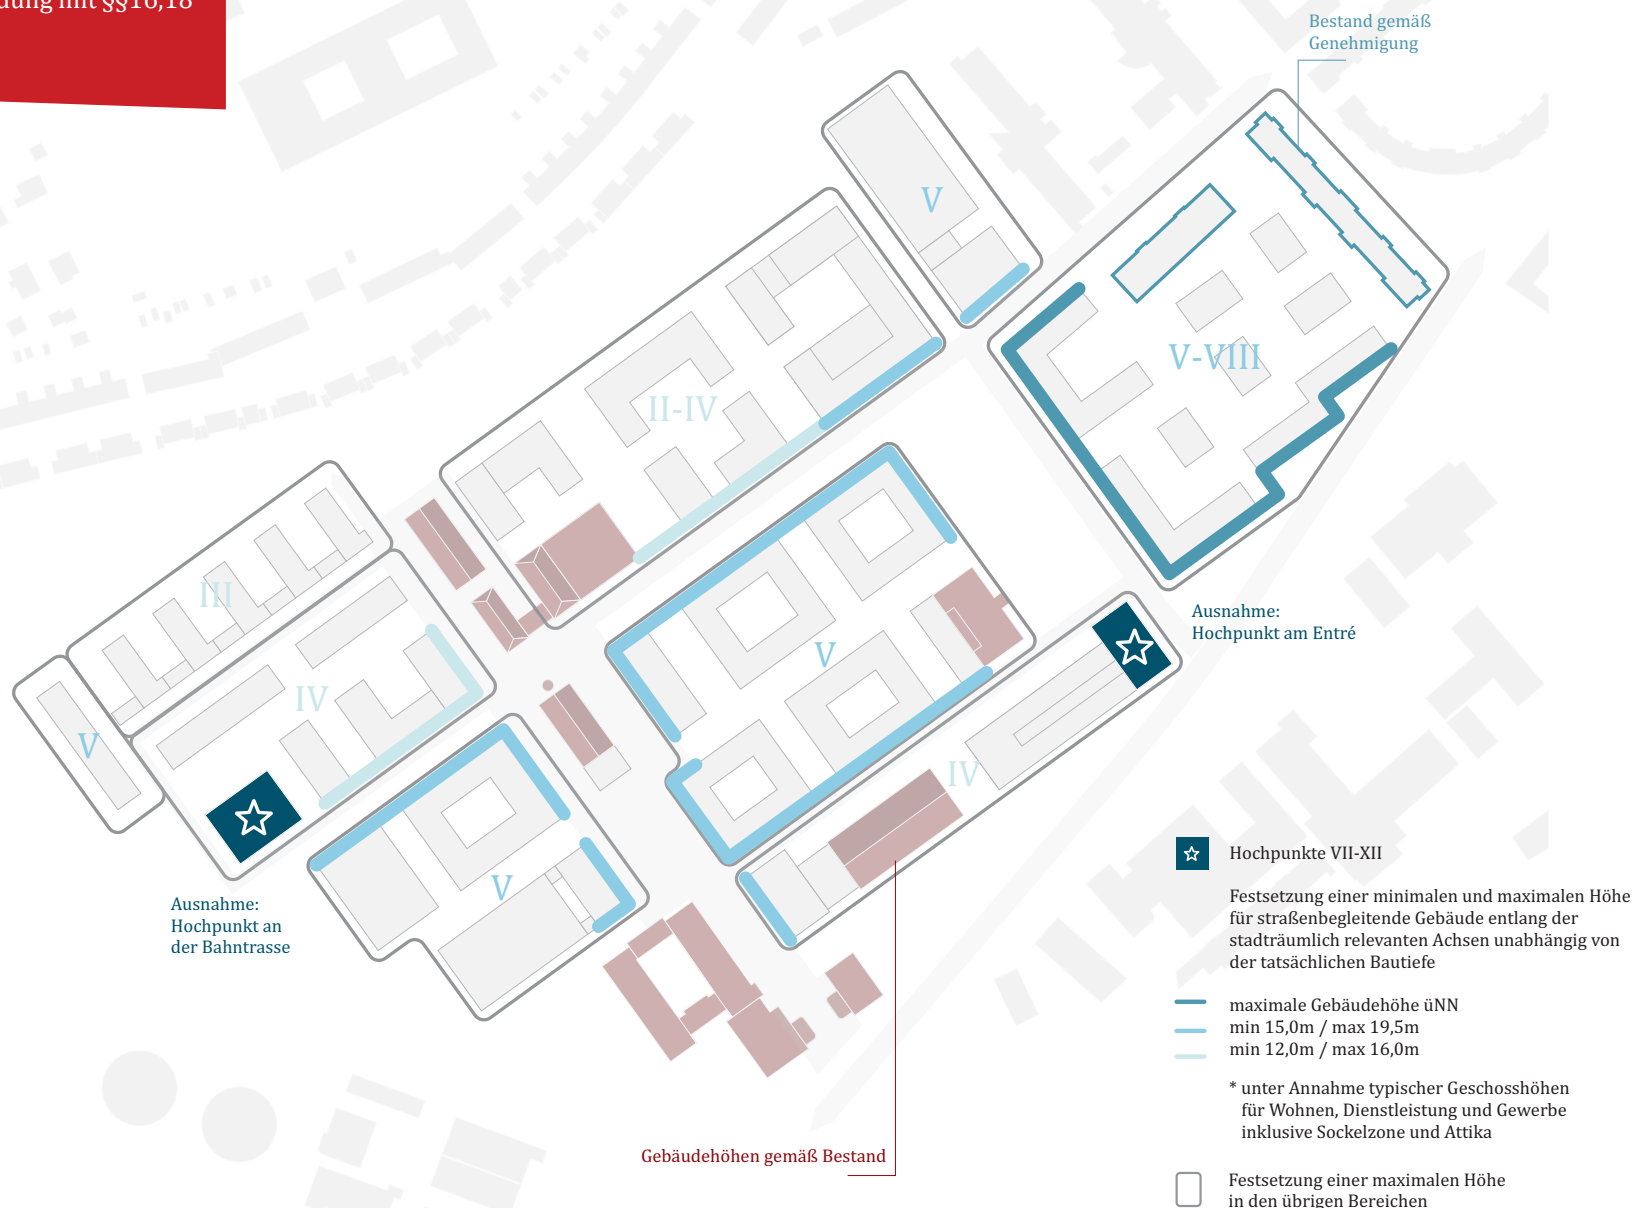 mit §§16,18
Bestand gemäß
Genehmigung
V
V-VIII
II-IV
III
Ausnahme:
Hochpunkt am Entré
V
IV
V
IV
V
Ausnahme:
Hochpunkt an
der Bahntrasse
Gebäudehöhen gemäß Bestand
Hochpunkte VII-XII
Festsetzung einer minimalen und maximalen Höhe
für straßenbegleitende Gebäude entlang der
stadträumlich relevanten Achsen unabhängig von
der tatsächlichen Bautiefe
maximale Gebäudehöhe üNN
min 15,0m / max 19,5m
min 12,0m / max 16,0m
* unter Annahme typischer Geschosshöhen
für Wohnen, Dienstleistung und Gewerbe
inklusive Sockelzone und Attika
Festsetzung einer maximalen Höhe
in den übrigen Bereichen